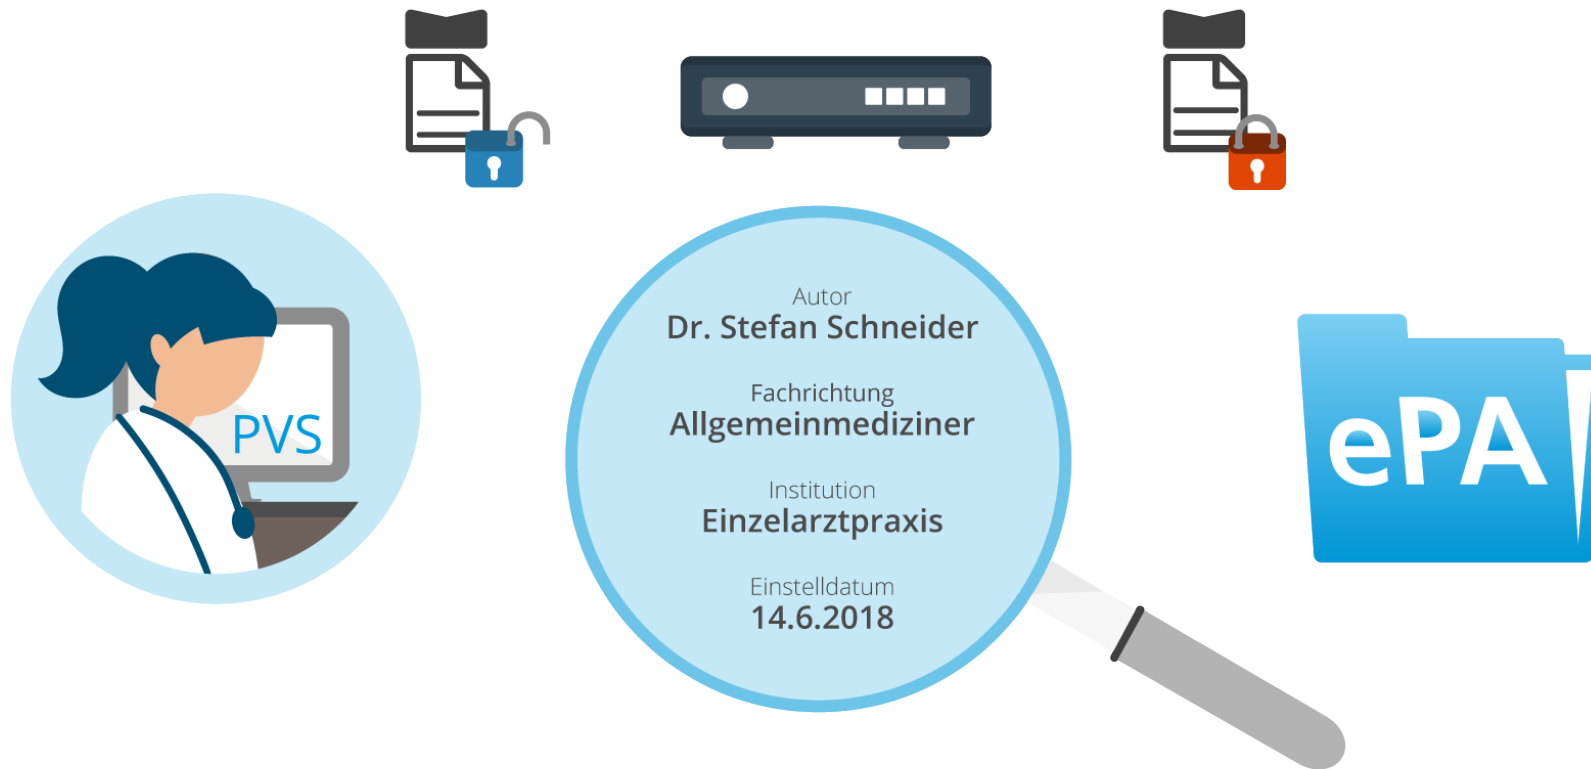 PVS
Autor
Dr. Stefan Schneider
Fachrichtung
Allgemeinmediziner
Institution
Einzelarztpraxis
Einstelldatum
14.6.2018
ePA